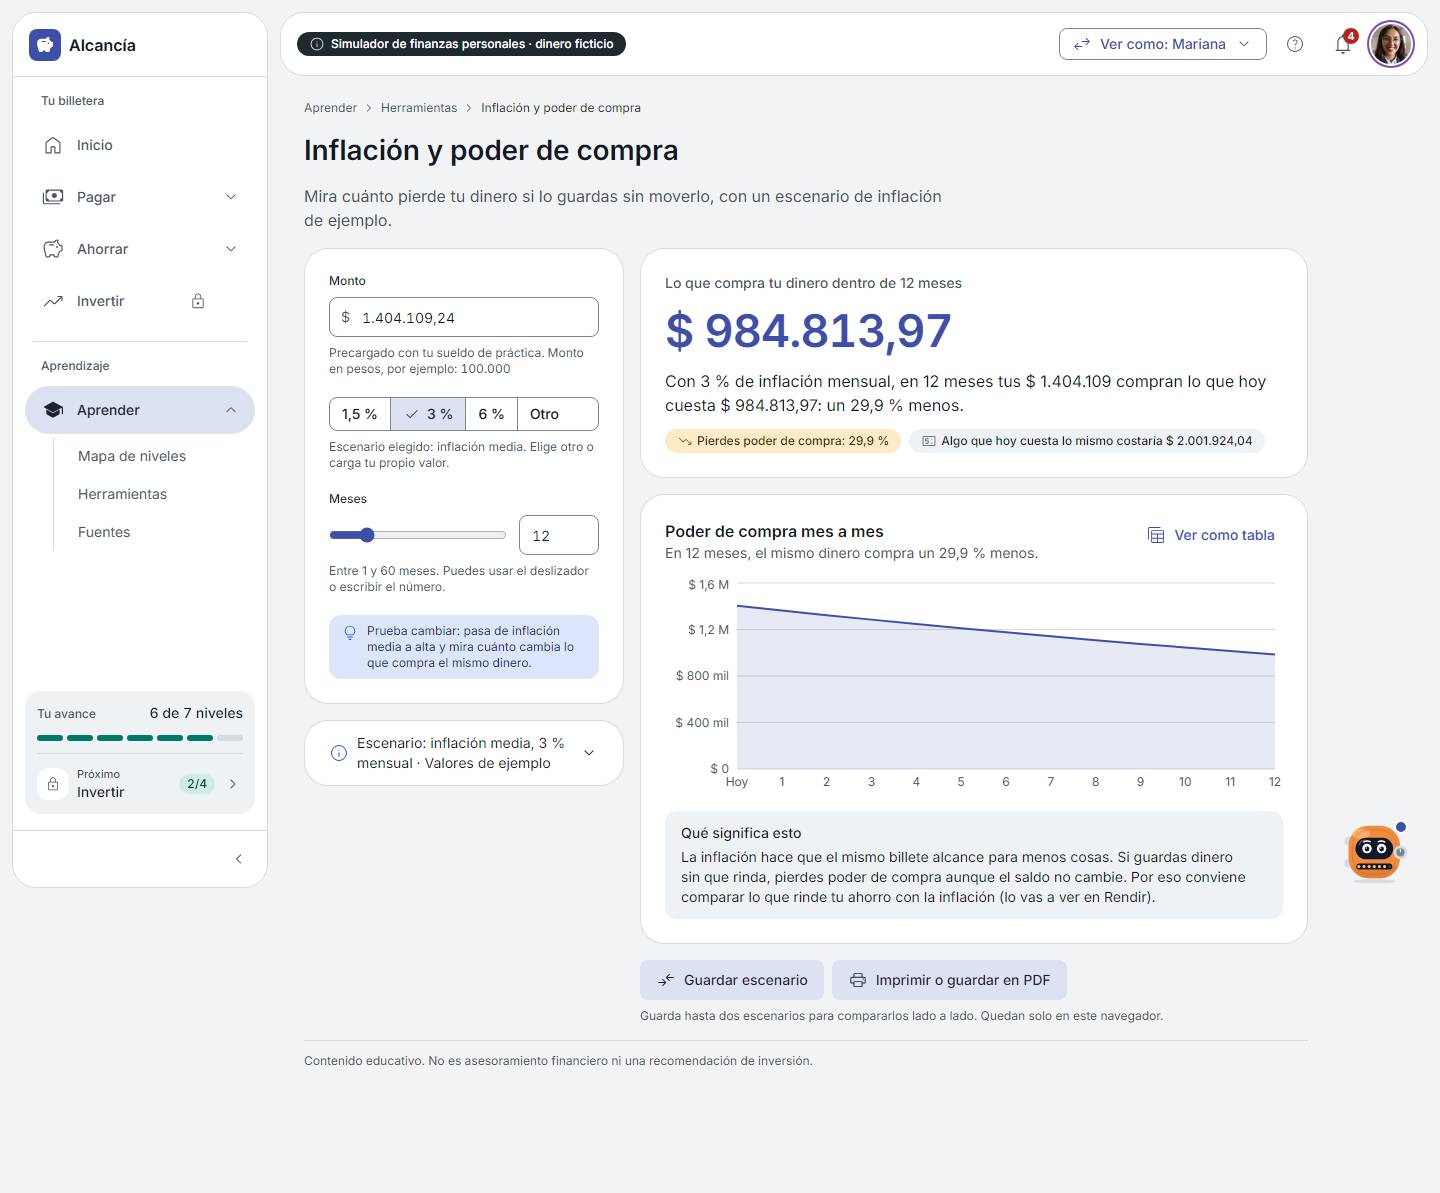 Alcancía
Tu billetera
Inicio
Pagar
Ahorrar
Invertir
Aprendizaje
Aprender
Mapa de niveles
Herramientas
Fuentes
Tu avance
6 de 7 niveles
Próximo
Invertir
2/4
Simulador de finanzas personales · dinero ficticio
Ver como: Mariana
4
Aprender > Herramientas > Inflación y poder de compra
Inflación y poder de compra
Mira cuánto pierde tu dinero si lo guardas sin moverlo, con un escenario de inflación
de ejemplo.
Monto
$ 1.404.109,24
Precargado con tu sueldo de práctica. Monto
en pesos, por ejemplo: 100.000
1,5 % 3 % 6 % Otro
Escenario elegido: inflación media. Elige otro o
carga tu propio valor.
Meses
12
Entre 1 y 60 meses. Puedes usar el deslizador
o escribir el número.
Prueba cambiar: pasa de inflación
media a alta y mira cuánto cambia lo
que compra el mismo dinero.
Escenario: inflación media, 3 %
mensual · Valores de ejemplo
Lo que compra tu dinero dentro de 12 meses
$ 984.813,97
Con 3 % de inflación mensual, en 12 meses tus $ 1.404.109 compran lo que hoy
cuesta $ 984.813,97: un 29,9 % menos.
Pierdes poder de compra: 29,9 %
Algo que hoy cuesta lo mismo costaría $ 2.001.924,04
Poder de compra mes a mes
Ver como tabla
En 12 meses, el mismo dinero compra un 29,9 % menos.
$ 1,6 M
$ 1,2 M
$ 800 mil
$ 400 mil
$ 0
Hoy 1 2 3 4 5 6 7 8 9 10 11 12
Qué significa esto
La inflación hace que el mismo billete alcance para menos cosas. Si guardas dinero
sin que rinda, pierdes poder de compra aunque el saldo no cambie. Por eso conviene
comparar lo que rinde tu ahorro con la inflación (lo vas a ver en Rendir).
Guardar escenario
Imprimir o guardar en PDF
Guarda hasta dos escenarios para compararlos lado a lado. Quedan solo en este navegador.
Contenido educativo. No es asesoramiento financiero ni una recomendación de inversión.